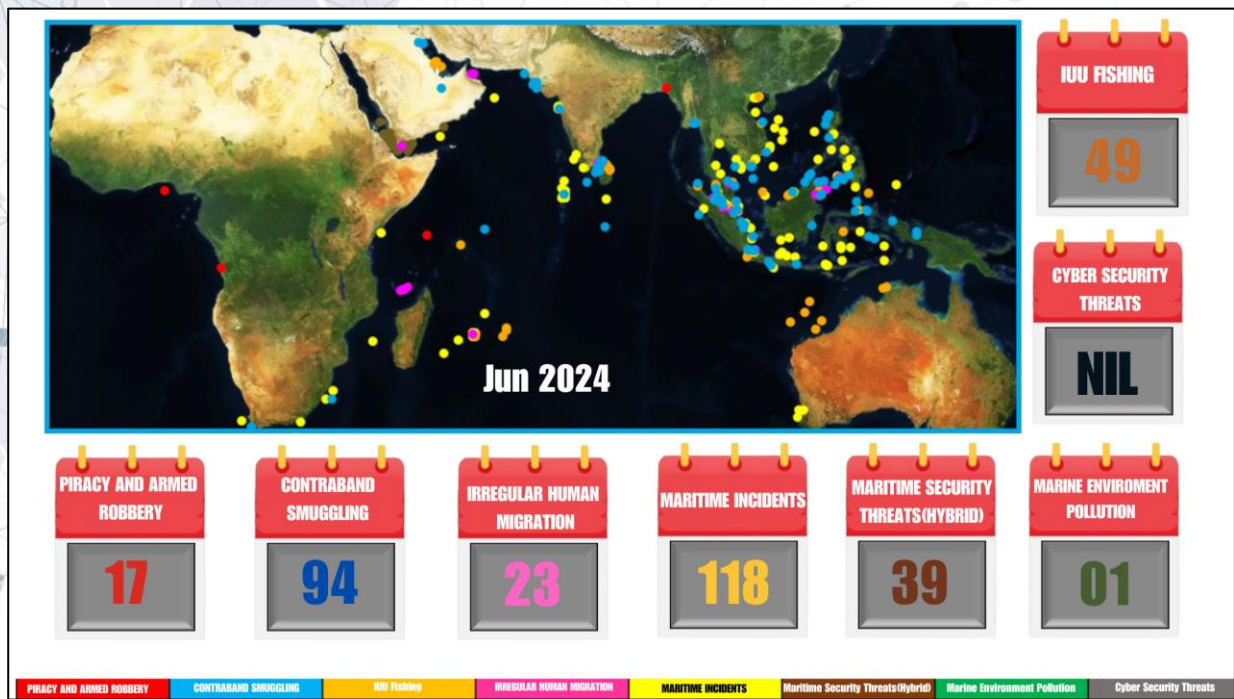 IUU FISHING
49
CYBER SECURITY
THREATS
NIL
Jun 2024
PIRACY AND ARMED
ROBBERY
17
CONTRABAND
SMUGGLING
94
IRREGULAR HUMAN
MIGRATION
23
MARITIME INCIDENTS
118
MARITIME SECURITY
THREATS(HYBRID)
39
MARINE ENVIROMENT
POLLUTION
01
PIRACY AND ARMED ROBBERY
CONTRABAND SMUGGLING
IUU Fishing
IRREGULAR HUMAN MIGRATION
MARITIME INCIDENTS
Maritime Security Threats(Hybrid)
Marine Environment Pollution
Cyber Security Threats